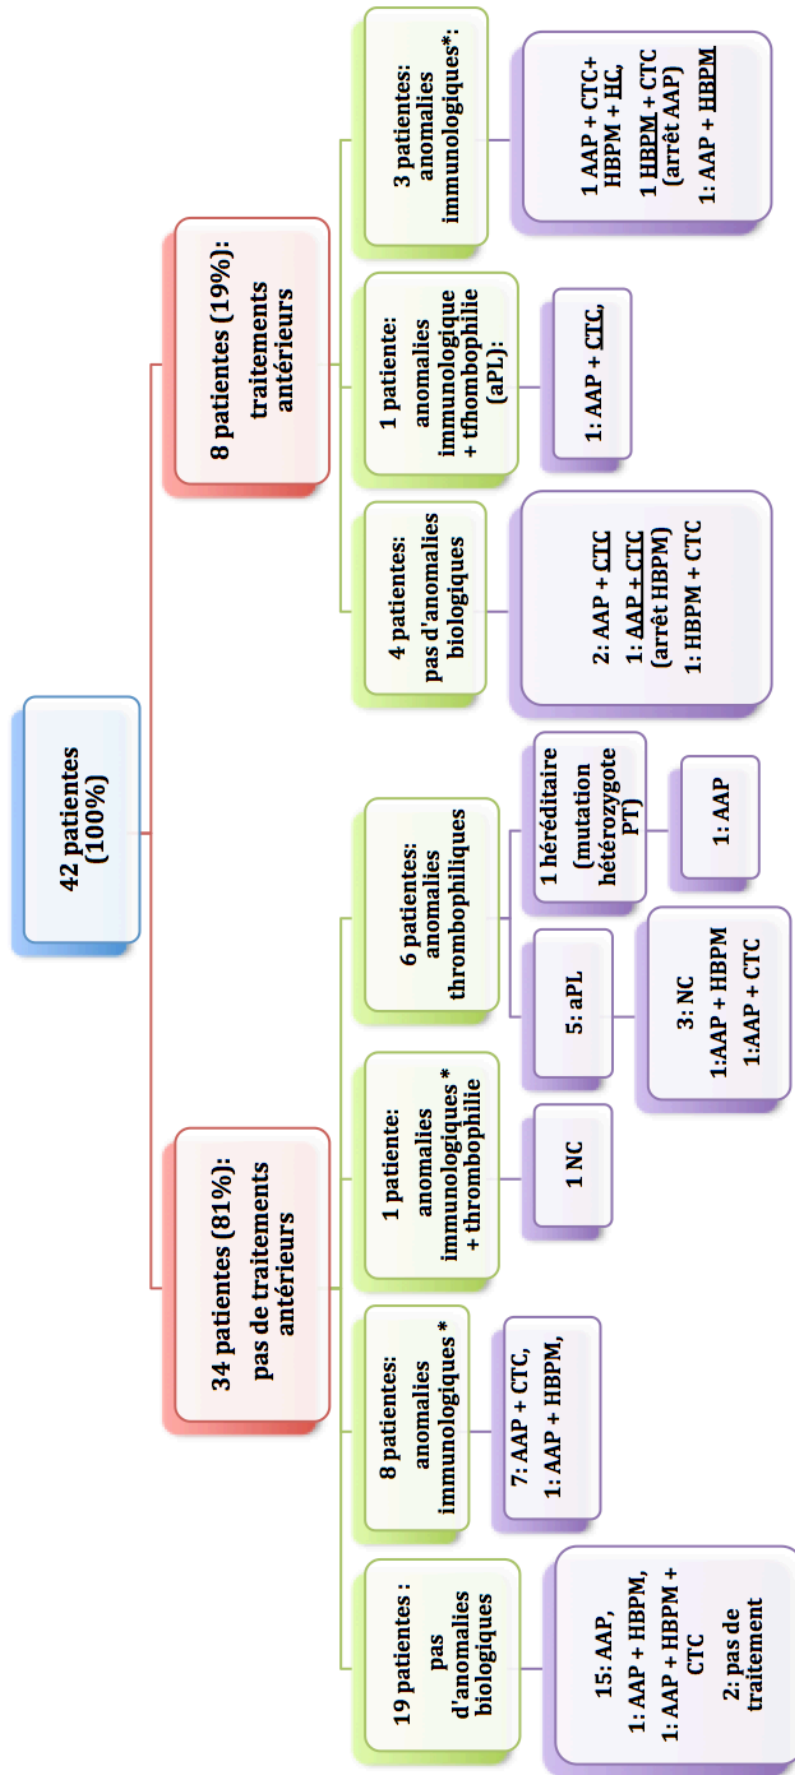 42 patientes
(100%)
34 patientes (81%):
pas de traitements
antérieurs
8 patientes (19%):
traitements
antérieurs
19 patientes :
pas
d'anomalies
biologiques
8 patientes:
anomalies
immunologiques *
1 patiente:
anomalies
immunologiques *
+ thrombophilie
6 patientes:
anomalies
thrombophiliques
4 patientes:
pas d'anomalies
biologiques
1 patiente:
anomalies
immunologique
+ tfhombophilie
(aPL):
3 patientes:
anomalies
immunologiques*:
15: AAP,
1: AAP + HBPM,
1: AAP + HBPM +
CTC
2: pas de
traitement
7: AAP + CTC,
1: AAP + HBPM,
1 NC
5: aPL
1 héréditaire
(mutation
hétérozygote
PT)
3: NC
1:AAP + HBPM
1:AAP + CTC
1: AAP
2: AAP + CTC
1: AAP + CTC
(arrêt HBPM)
1: HBPM + CTC
1: AAP + CTC,
1 AAP + CTC+
HBPM + HC,
1 HBPM + CTC
(arrêt AAP)
1: AAP + HBPM